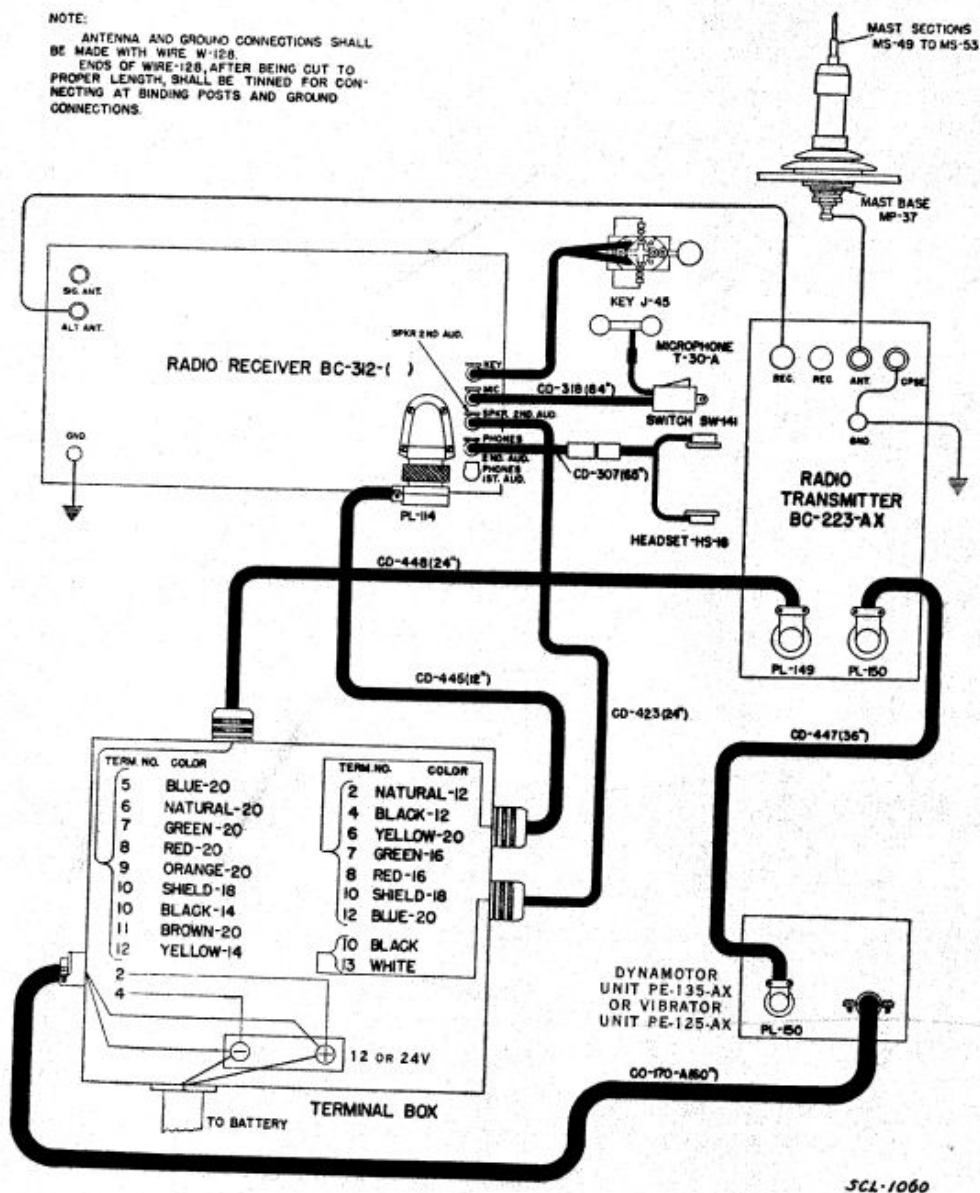 NOTE:
ANTENNA AND GROUND CONNECTIONS SHALL
BE MADE WITH WIRE W-128.
ENDS OF WIRE-128, AFTER BEING CUT TO
PROPER LENGTH, SHALL BE TINNED FOR CON-
NECTING AT BINDING POSTS AND GROUND
CONNECTIONS.
MAST SECTIONS
MS-49 TO MS-53
MAST BASE
MP-37
SIG. ANT.
ALT ANT.
GND.
RADIO RECEIVER BC-312-( )
SPKR 2ND AUD.
KEY
MIC
SPKR. 2ND AUD.
PHONES
2ND. AUD.
PHONES
1ST. AUD.
PL-114
KEY J-45
MICROPHONE
T-30-A
CD-318(84")
SWITCH SW-141
CD-307(65")
HEADSET-HS-18
REC.
REC.
ANT.
CPSE.
GND.
RADIO
TRANSMITTER
BC-223-AX
PL-149
PL-150
CD-448(24")
CD-445(12")
CD-423(24")
CD-447(36")
TERM. NO. COLOR
5 BLUE-20
6 NATURAL-20
7 GREEN-20
8 RED-20
9 ORANGE-20
10 SHIELD-18
10 BLACK-14
11 BROWN-20
12 YELLOW-14
2
4
TERM.NO. COLOR
2 NATURAL-12
4 BLACK-12
6 YELLOW-20
7 GREEN-16
8 RED-16
10 SHIELD-18
12 BLUE-20
10 BLACK
13 WHITE
12 OR 24V
TO BATTERY
TERMINAL BOX
DYNAMOTOR
UNIT PE-135-AX
OR VIBRATOR
UNIT PE-125-AX
PL-150
CO-170-A(60")
SCL-1060